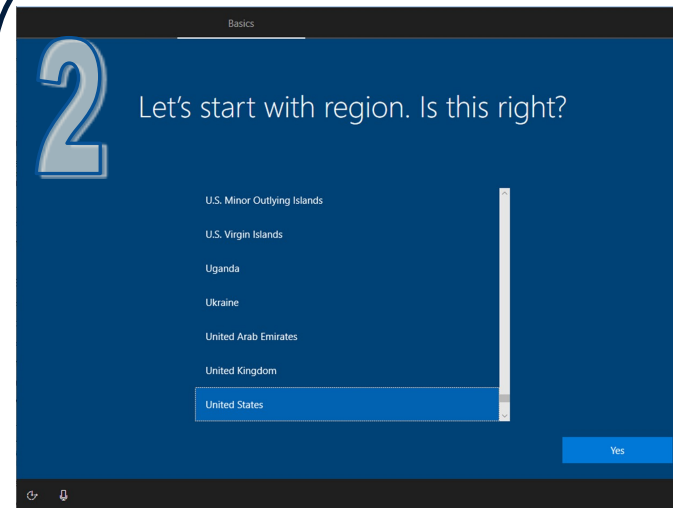 Basics
2
Let's start with region. Is this right?
U.S. Minor Outlying Islands
U.S. Virgin Islands
Uganda
Ukraine
United Arab Emirates
United Kingdom
United States
Yes